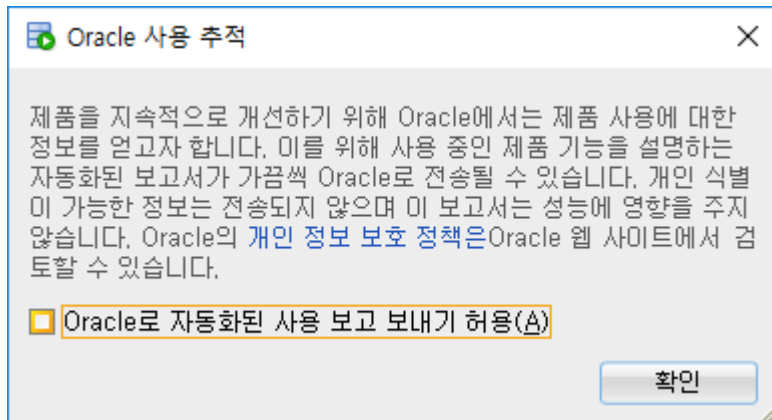 Oracle 사용 추적
제품을 지속적으로 개선하기 위해 Oracle에서는 제품 사용에 대한
정보를 얻고자 합니다. 이를 위해 사용 중인 제품 기능을 설명하는
자동화된 보고서가 가끔씩 Oracle로 전송될 수 있습니다. 개인 식별
이 가능한 정보는 전송되지 않으며 이 보고서는 성능에 영향을 주지
않습니다. Oracle의 개인 정보 보호 정책은Oracle 웹 사이트에서 검
토할 수 있습니다.
Oracle로 자동화된 사용 보고 보내기 허용(A)
확인